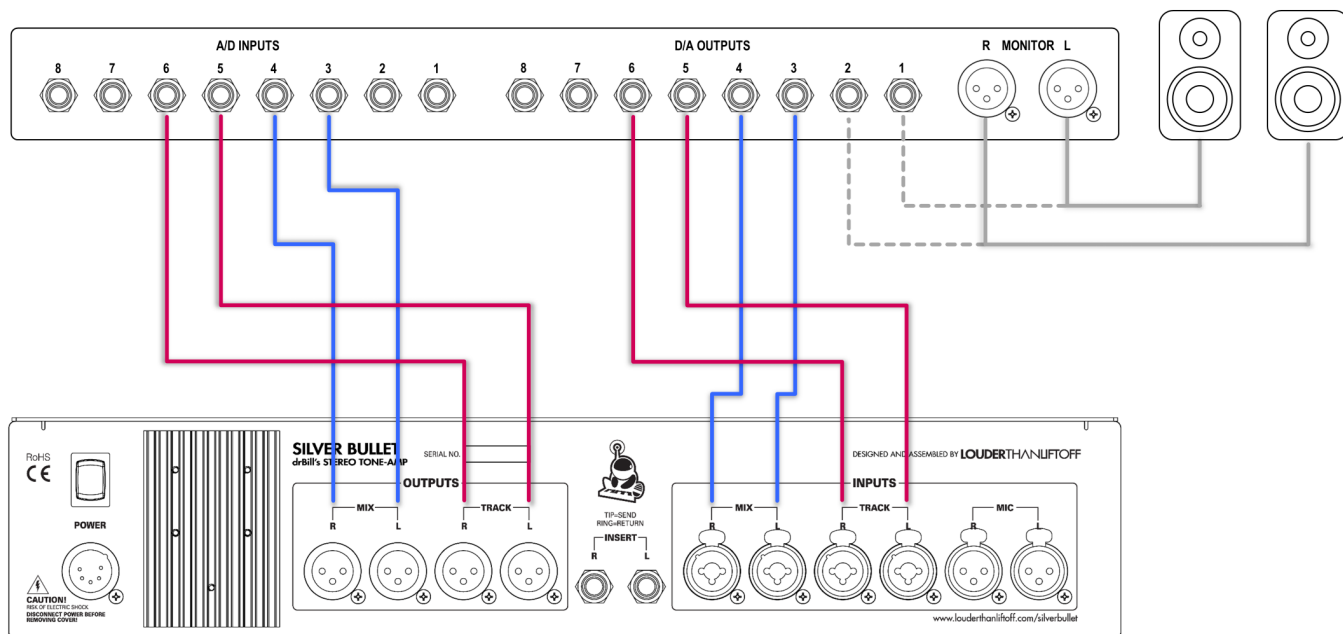 A/D INPUTS
D/A OUTPUTS
R MONITOR L
8 7 6 5 4 3 2 1
8 7 6 5 4 3 2 1
RoHS
CE
POWER
CAUTION!
RISK OF ELECTRIC SHOCK
DISCONNECT POWER BEFORE
REMOVING COVER!
SILVER BULLET
drBill's STEREO TONE-AMP
SERIAL NO.
OUTPUTS
MIX
TRACK
R L R L
TIP=SEND
RING=RETURN
INSERT
R L
DESIGNED AND ASSEMBLED BY LOUDERTHANLIFTOFF
INPUTS
MIX
TRACK
MIC
R L R L R L
www.louderthanliftoff.com/silverbullet